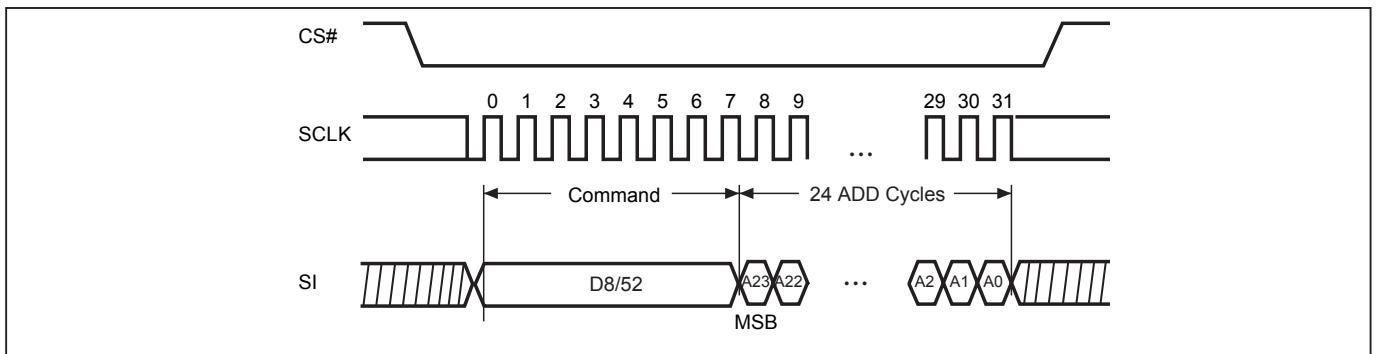 CS#
0 1 2 3 4 5 6 7 8 9 29 30 31
SCLK
...
Command 24 ADD Cycles
SI D8/52 A23 A22 ... A2 A1 A0
MSB